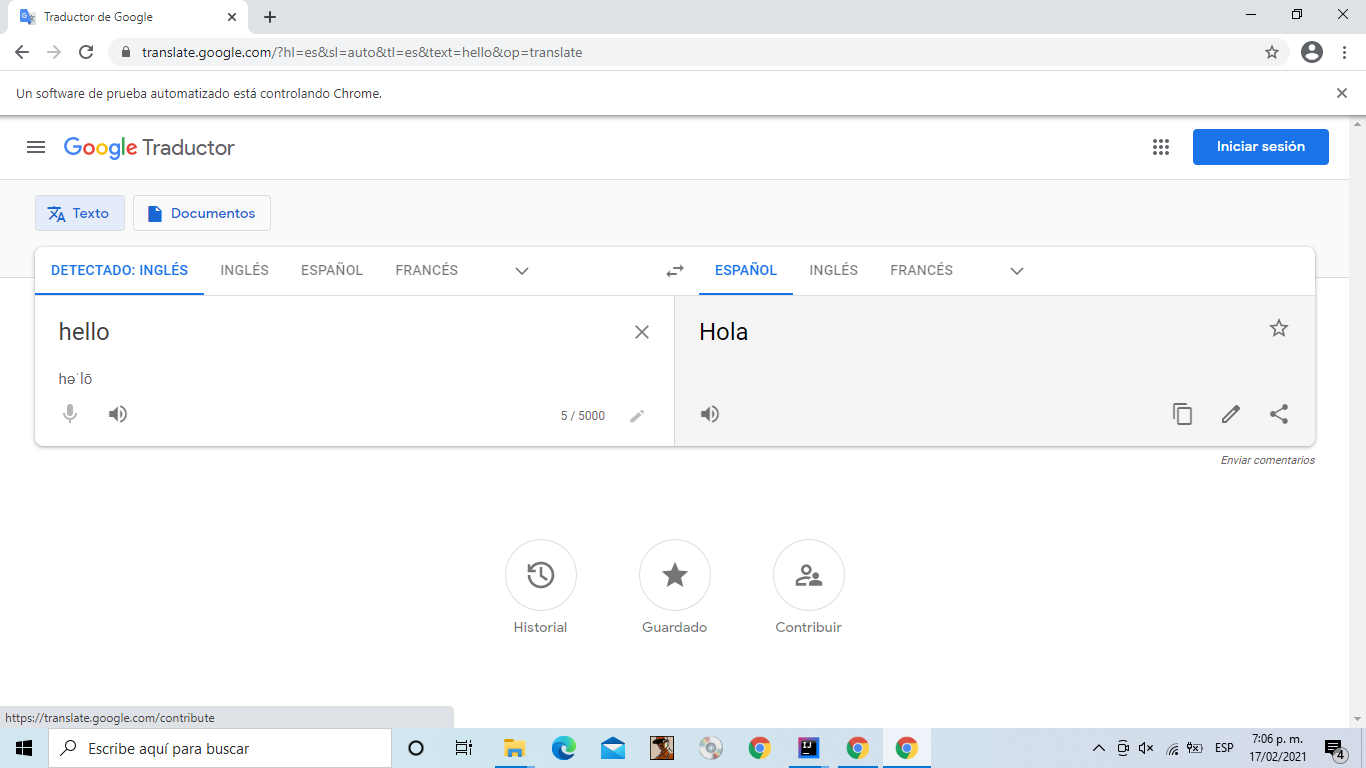 Traductor de Google
translate.google.com/?hl=es&sl=auto&tl=es&text=hello&op=translate
Un software de prueba automatizado está controlando Chrome.
Google Traductor
Iniciar sesión
Texto
Documentos
DETECTADO: INGLÉS INGLÉS ESPAÑOL FRANCÉS
ESPAÑOL INGLÉS FRANCÉS
hello
həˈlō
5 / 5000
Hola
Enviar comentarios
Historial
Guardado
Contribuir
https://translate.google.com/contribute
Escribe aquí para buscar
ESP
7:06 p. m.
17/02/2021
4